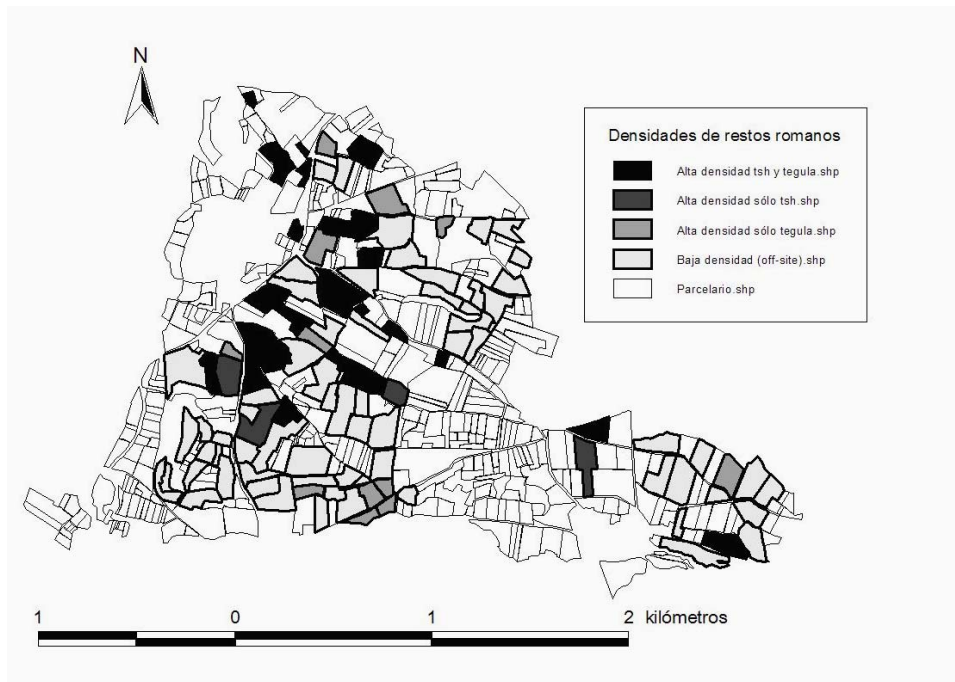 N
Densidades de restos romanos
Alta densidad tsh y tegula.shp
Alta densidad sólo tsh.shp
Alta densidad sólo tegula.shp
Baja densidad (off-site).shp
Parcelario.shp
1 0 1 2 kilómetros